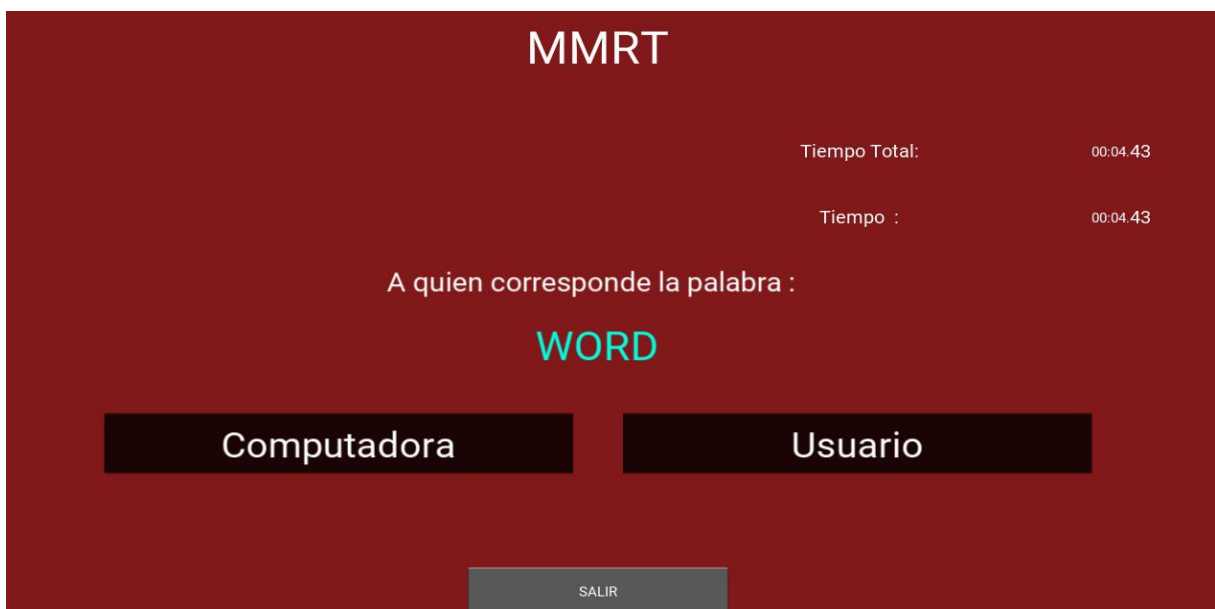 MMRT
Tiempo Total: 00:04.43
Tiempo : 00:04.43
A quien corresponde la palabra :
WORD
Computadora Usuario
SALIR